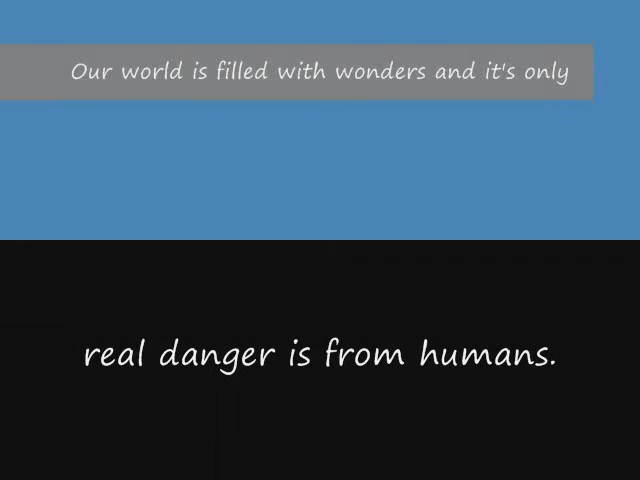 Our world is filled with wonders and it's only
real danger is from humans.